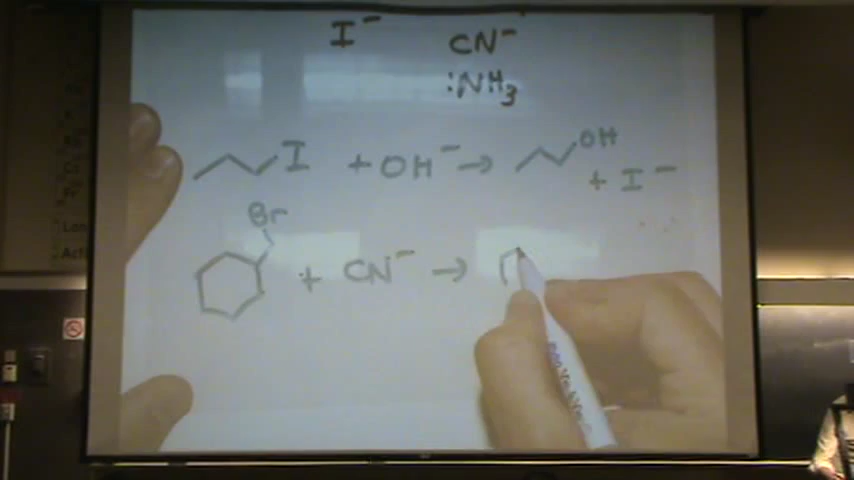 I⁻ CN⁻
:NH₃
I + OH⁻ → OH
+ I⁻
Br
+ CN⁻ →